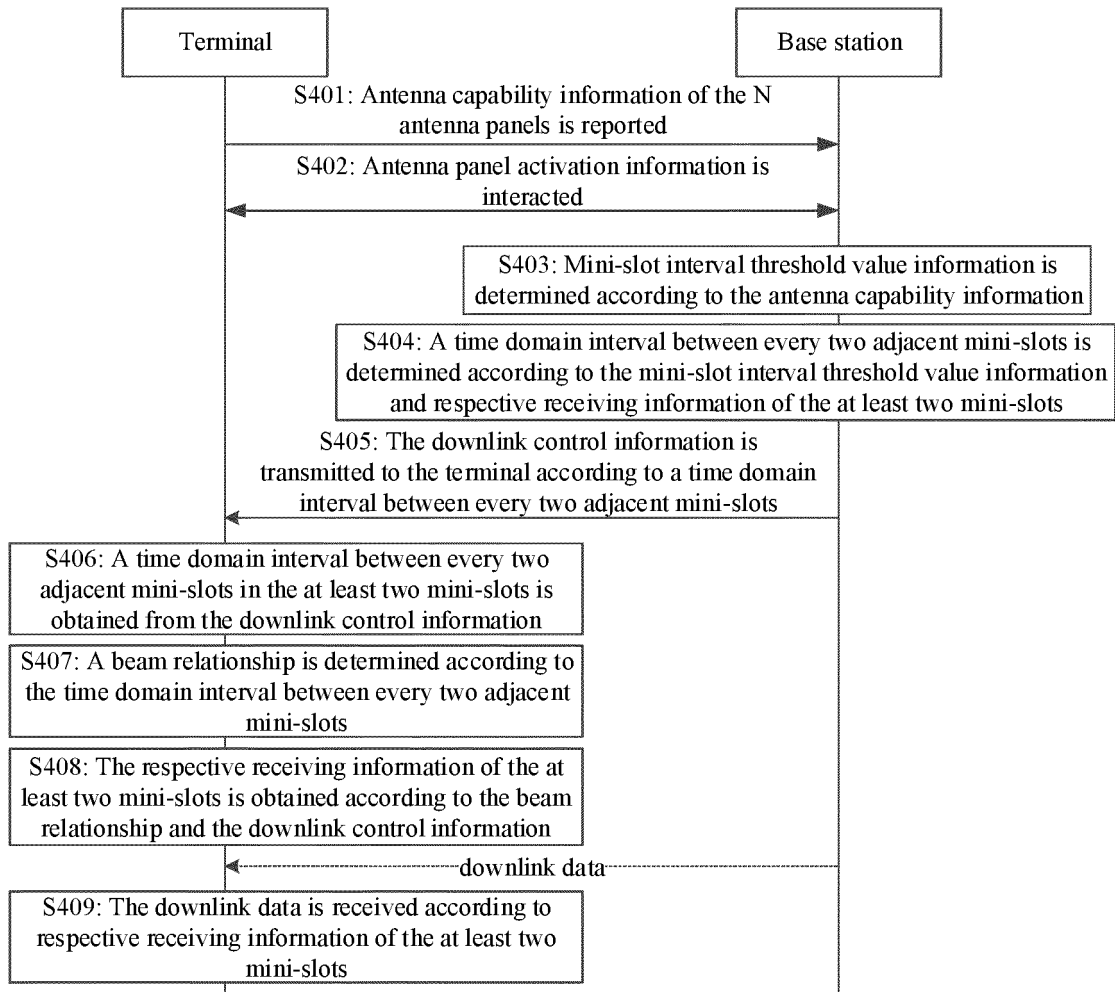 Terminal
Base station
S401: Antenna capability information of the N
antenna panels is reported
S402: Antenna panel activation information is
interacted
S403: Mini-slot interval threshold value information is
determined according to the antenna capability information
S404: A time domain interval between every two adjacent mini-slots is
determined according to the mini-slot interval threshold value information
and respective receiving information of the at least two mini-slots
S405: The downlink control information is
transmitted to the terminal according to a time domain
interval between every two adjacent mini-slots
S406: A time domain interval between every two
adjacent mini-slots in the at least two mini-slots is
obtained from the downlink control information
S407: A beam relationship is determined according to
the time domain interval between every two adjacent
mini-slots
S408: The respective receiving information of the at
least two mini-slots is obtained according to the beam
relationship and the downlink control information
downlink data
S409: The downlink data is received according to
respective receiving information of the at least two
mini-slots